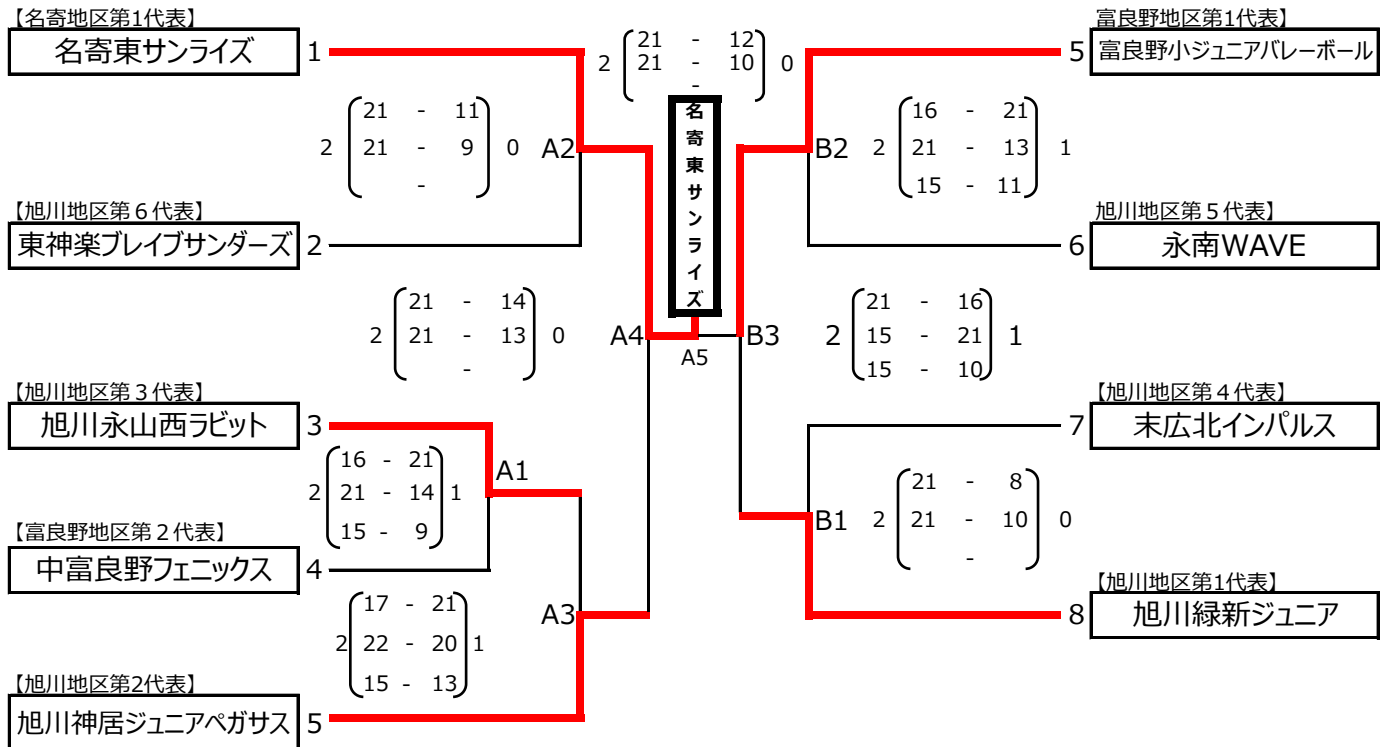 【名寄地区第1代表】
名寄東サンライズ 1
2 21 - 11 0 A2
21 - 9
-
【旭川地区第６代表】
東神楽ブレイブサンダーズ 2
2 21 - 14 0 A4
21 - 13
-
【旭川地区第３代表】
旭川永山西ラビット 3
16 - 21 A1
2 21 - 14 1
15 - 9
【富良野地区第２代表】
中富良野フェニックス 4
17 - 21 A3
2 22 - 20 1
15 - 13
【旭川地区第2代表】
旭川神居ジュニアペガサス 5
21 - 12
2 21 - 10 0
-
名寄東サンライズ
A5
富良野地区第1代表】
5 富良野小ジュニアバレーボール
16 - 21
B2 2 21 - 13 1
15 - 11
旭川地区第５代表】
6 永南WAVE
21 - 16
B3 2 15 - 21 1
15 - 10
【旭川地区第４代表】
7 末広北インパルス
21 - 8
B1 2 21 - 10 0
-
【旭川地区第1代表】
8 旭川緑新ジュニア